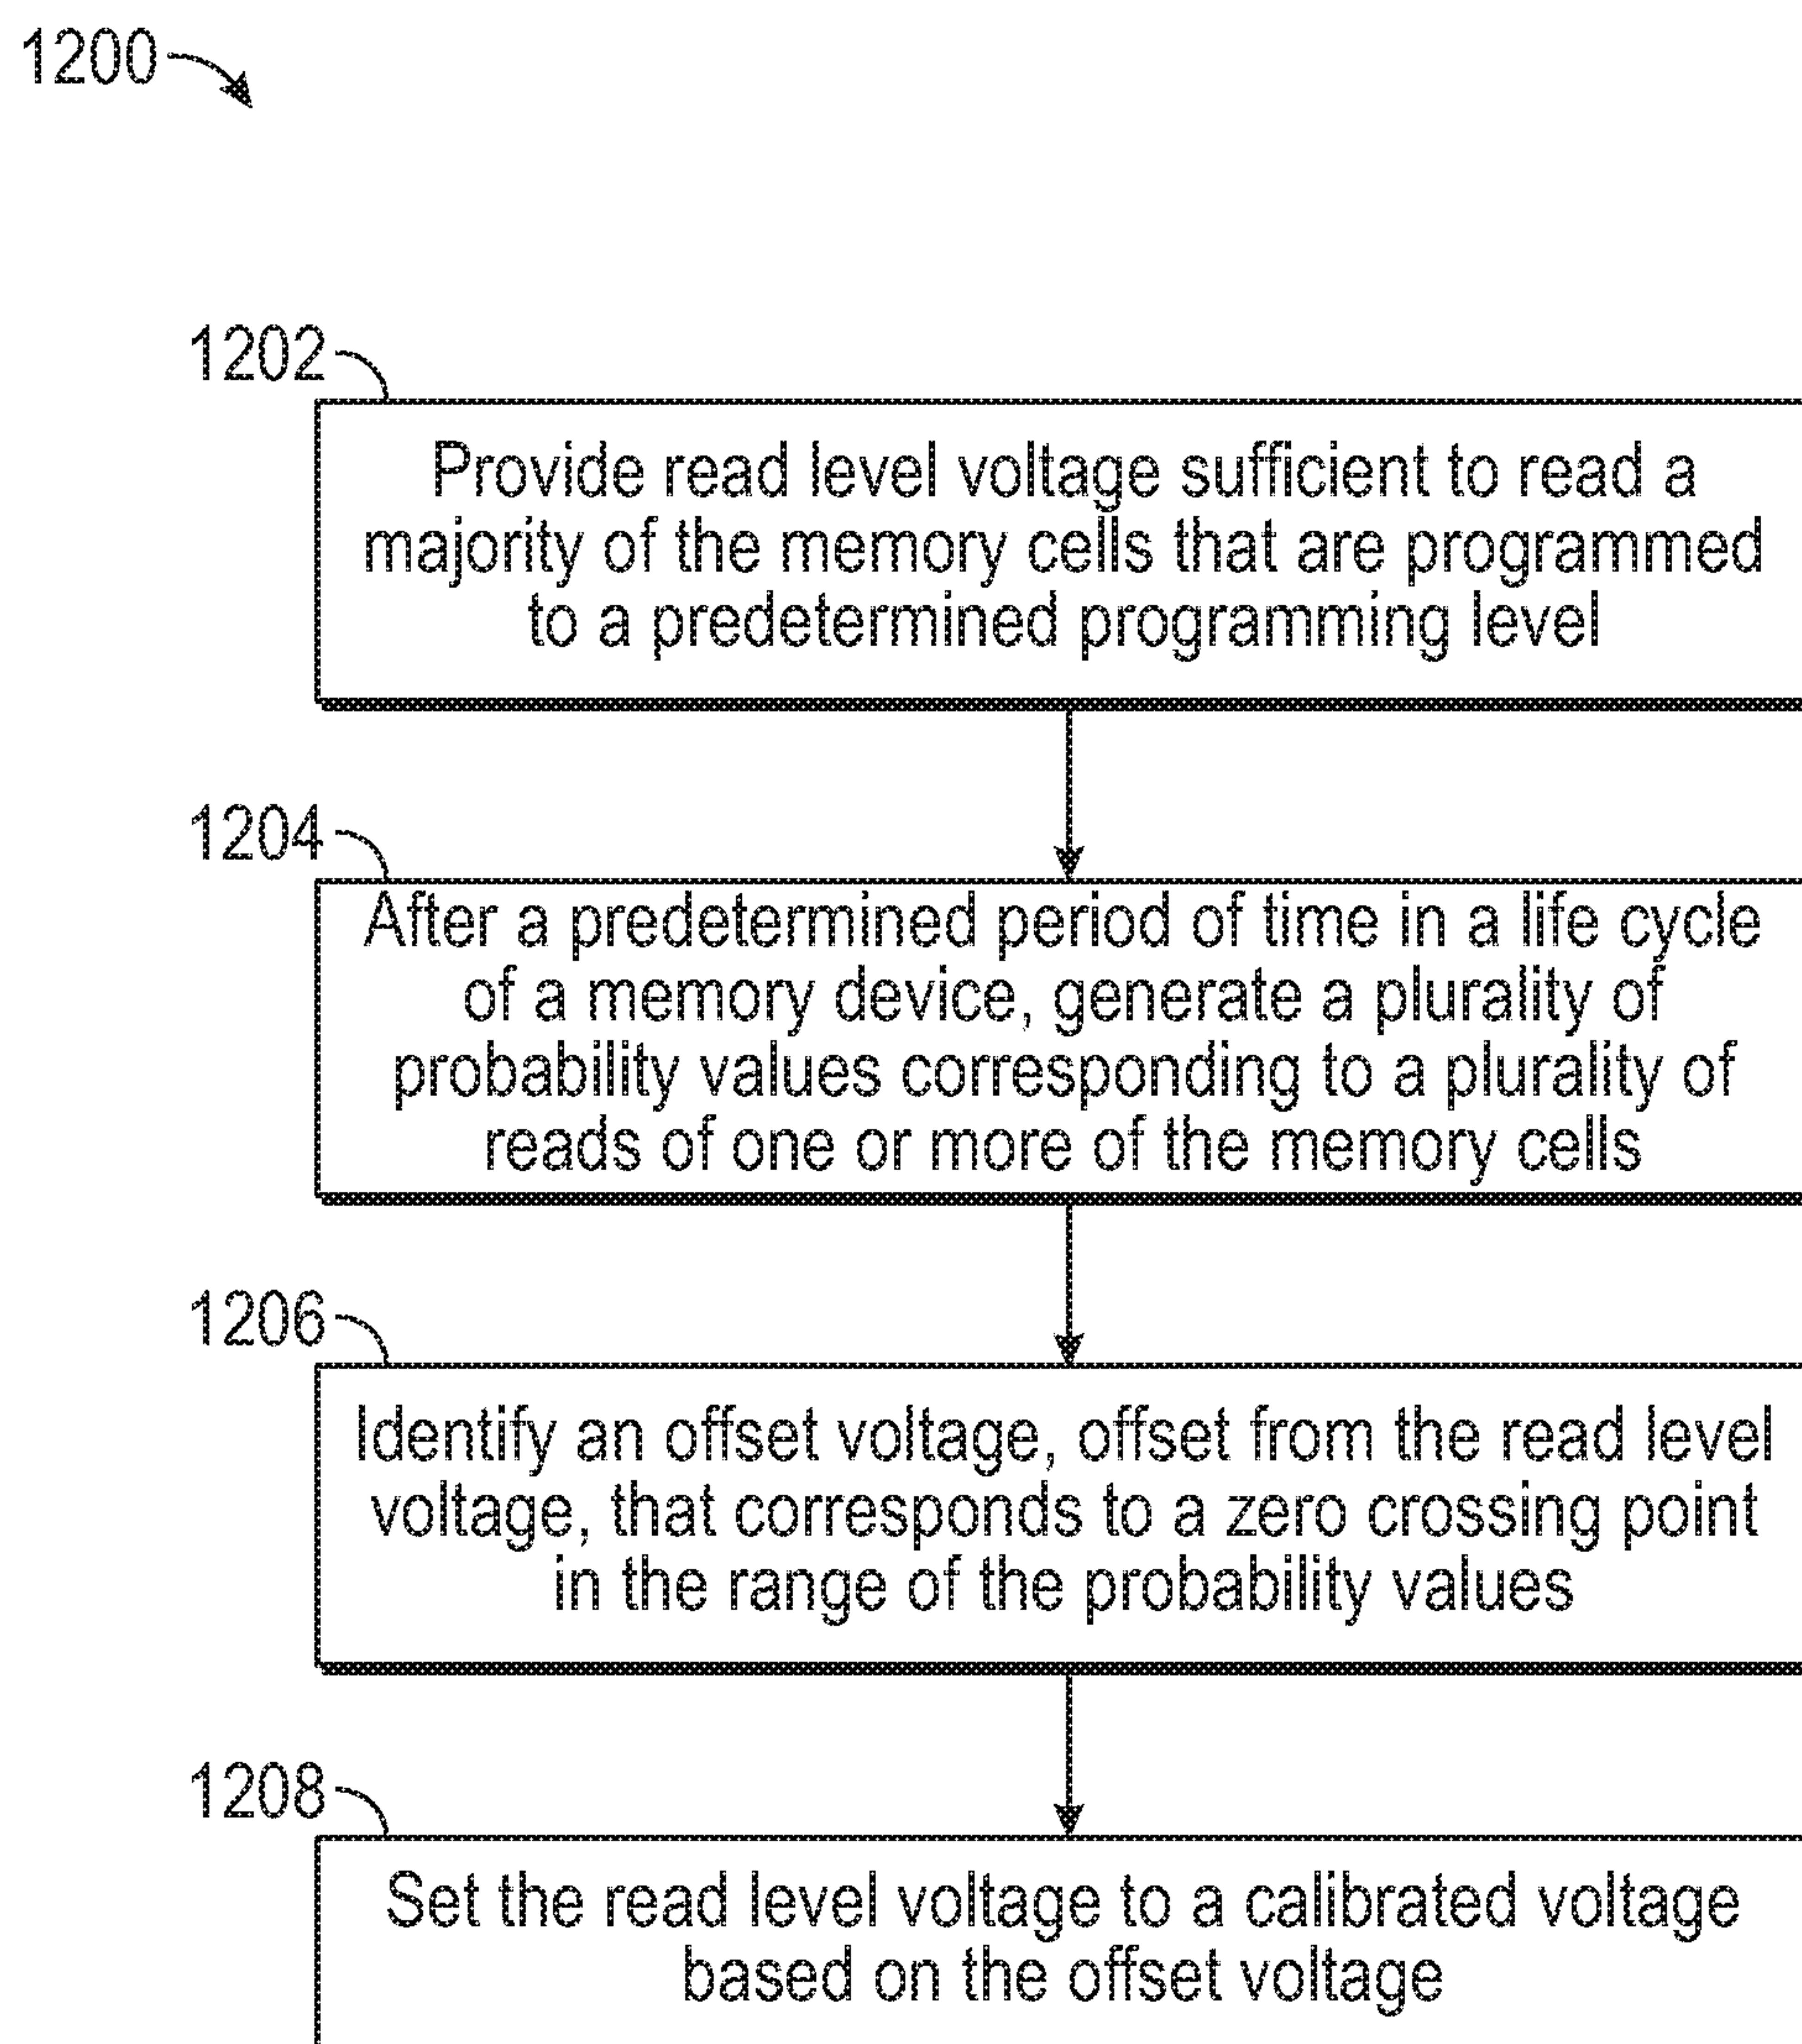 1200
1202
Provide read level voltage sufficient to read a
majority of the memory cells that are programmed
to a predetermined programming level
1204
After a predetermined period of time in a life cycle
of a memory device, generate a plurality of
probability values corresponding to a plurality of
reads of one or more of the memory cells
1206
Identify an offset voltage, offset from the read level
voltage, that corresponds to a zero crossing point
in the range of the probability values
1208
Set the read level voltage to a calibrated voltage
based on the offset voltage